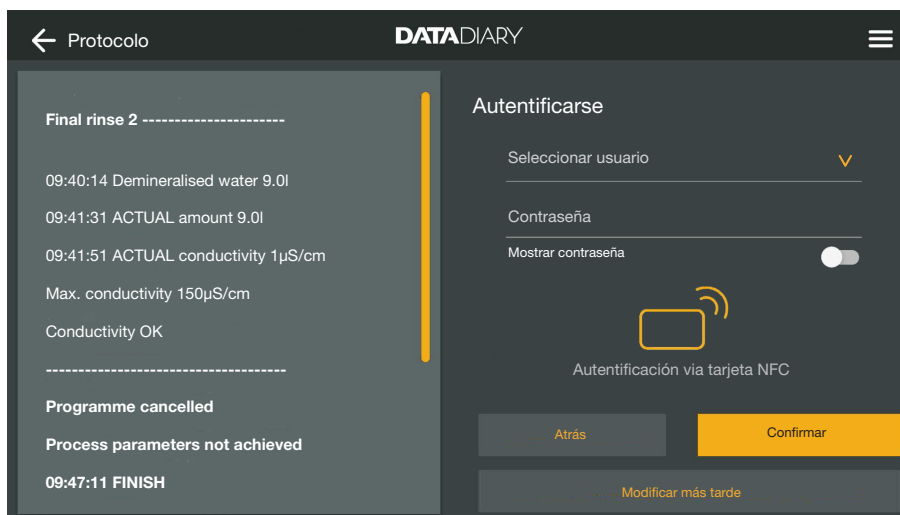 Protocolo
DATADIARY
Final rinse 2 ----------------------
09:40:14 Demineralised water 9.0l
09:41:31 ACTUAL amount 9.0l
09:41:51 ACTUAL conductivity 1µS/cm
Max. conductivity 150µS/cm
Conductivity OK
-------------------------------------
Programme cancelled
Process parameters not achieved
09:47:11 FINISH
Autentificarse
Seleccionar usuario
Contraseña
Mostrar contraseña
Autentificación via tarjeta NFC
Atrás
Confirmar
Modificar más tarde